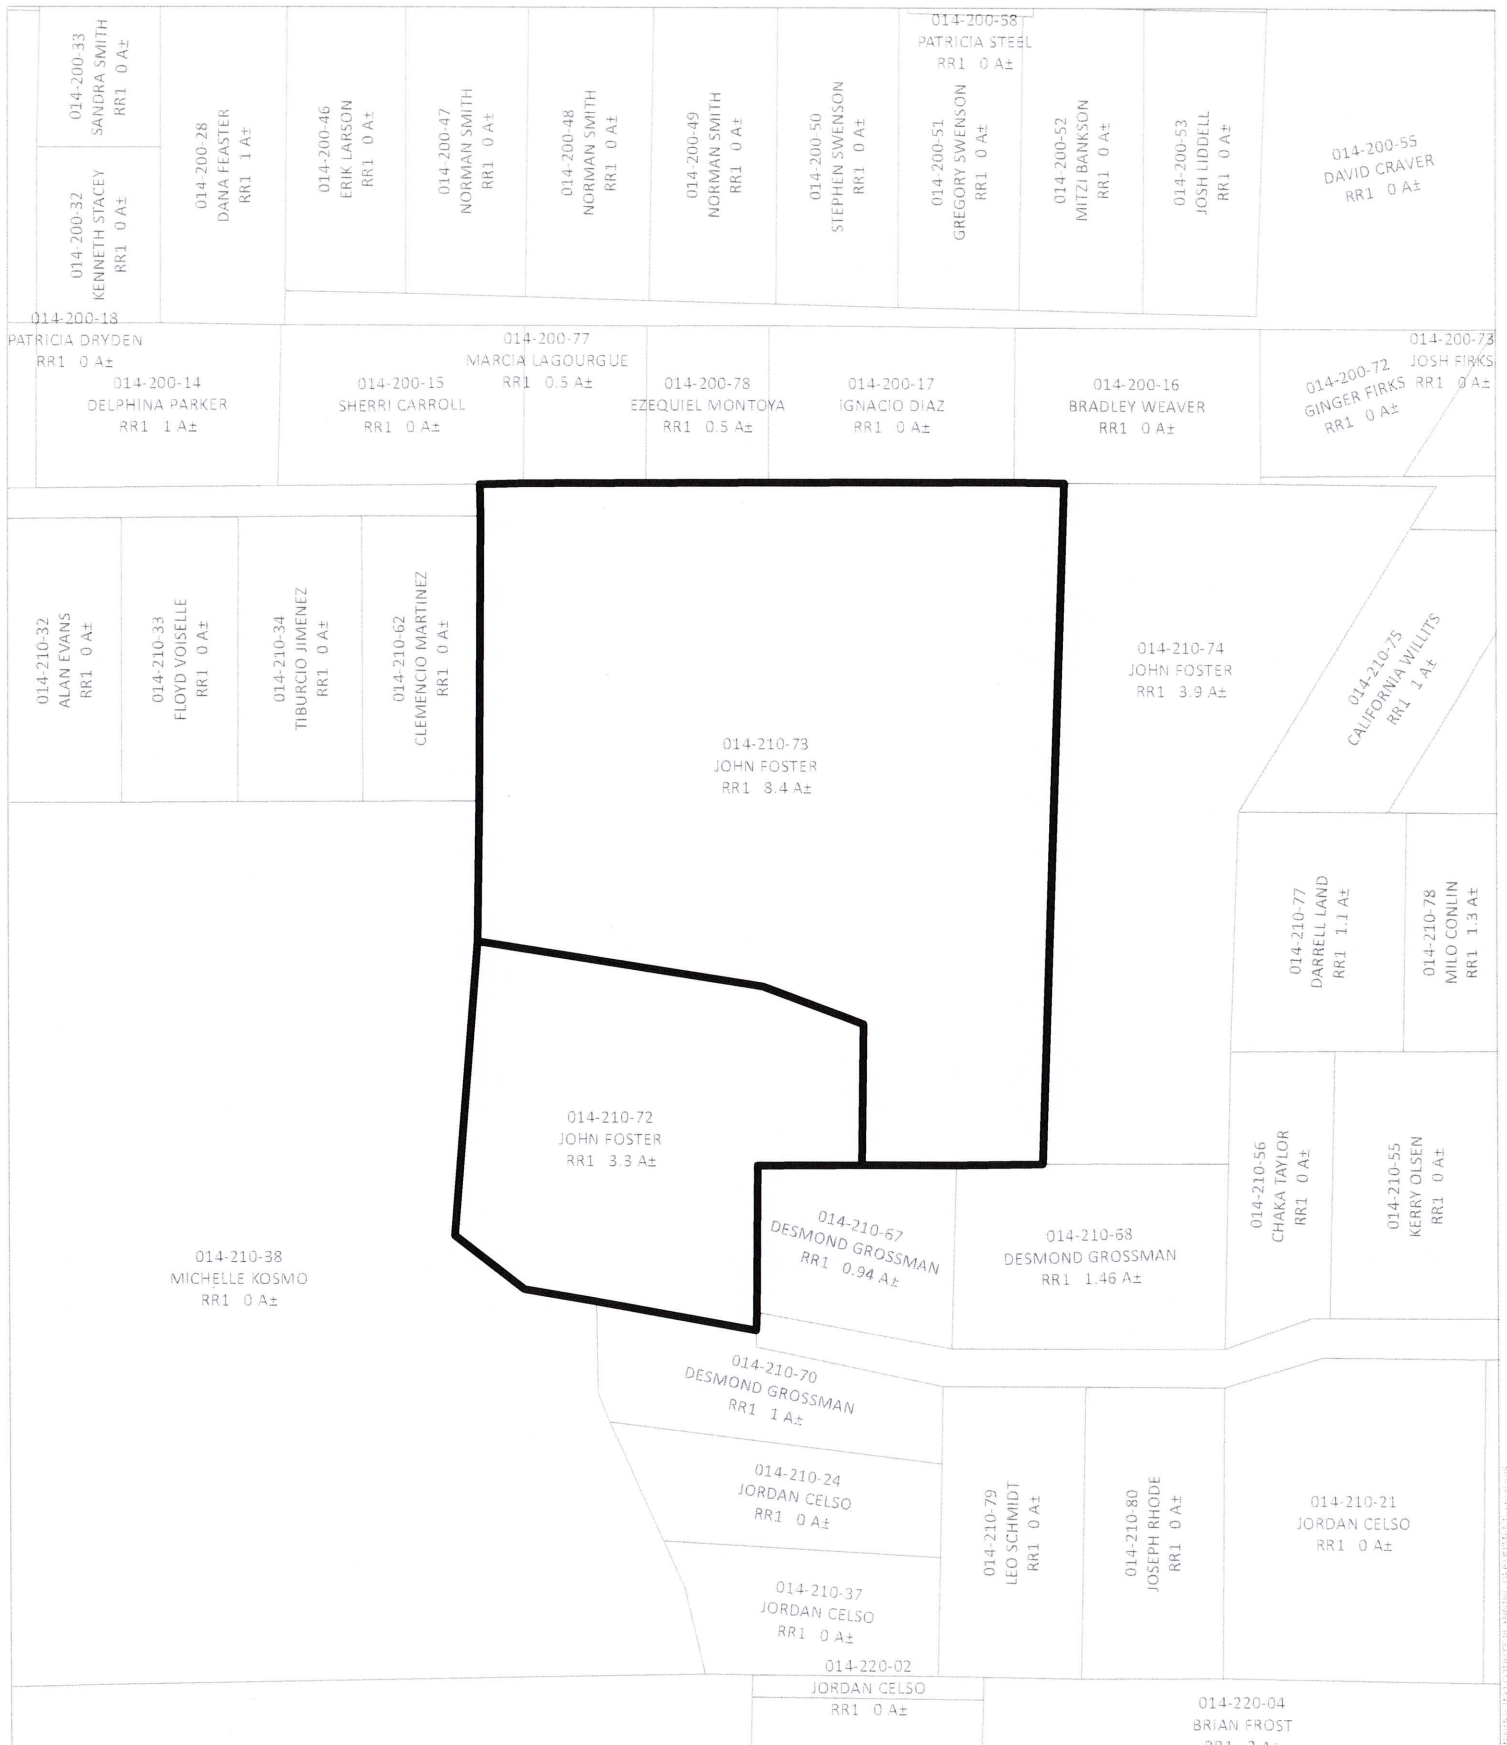 014-200-33
SANDRA SMITH
RR1 0 A±
014-200-32
KENNETH STACEY
RR1 0 A±
014-200-28
DANA FEASTER
RR1 1 A±
014-200-46
ERIK LARSON
RR1 0 A±
014-200-47
NORMAN SMITH
RR1 0 A±
014-200-48
NORMAN SMITH
RR1 0 A±
014-200-49
NORMAN SMITH
RR1 0 A±
014-200-50
STEPHEN SWENSON
RR1 0 A±
014-200-58
PATRICIA STEEL
RR1 0 A±
014-200-51
GREGORY SWENSON
RR1 0 A±
014-200-52
MITZI BANKSON
RR1 0 A±
014-200-53
JOSH LIDDELL
RR1 0 A±
014-200-55
DAVID CRAVER
RR1 0 A±
014-200-18
PATRICIA DRYDEN
RR1 0 A±
014-200-14
DELPHINA PARKER
RR1 1 A±
014-200-15
SHERRI CARROLL
RR1 0 A±
014-200-77
MARCIA LAGOURGUE
RR1 0.5 A±
014-200-78
EZEQUIEL MONTOYA
RR1 0.5 A±
014-200-17
IGNACIO DIAZ
RR1 0 A±
014-200-16
BRADLEY WEAVER
RR1 0 A±
014-200-72
GINGER FIRKS
RR1 0 A±
014-200-73
JOSH FIRKS
RR1 0 A±
014-210-32
ALAN EVANS
RR1 0 A±
014-210-33
FLOYD VOISELLE
RR1 0 A±
014-210-34
TIBURCIO JIMENEZ
RR1 0 A±
014-210-62
CLEMENCIO MARTINEZ
RR1 0 A±
014-210-73
JOHN FOSTER
RR1 8.4 A±
014-210-74
JOHN FOSTER
RR1 3.9 A±
014-210-75
CALIFORNIA WILLITS
RR1 1 A±
014-210-77
DARRELL LAND
RR1 1.1 A±
014-210-78
MILO CONLIN
RR1 1.3 A±
014-210-72
JOHN FOSTER
RR1 3.3 A±
014-210-56
CHAKA TAYLOR
RR1 0 A±
014-210-55
KERRY OLSEN
RR1 0 A±
014-210-38
MICHELLE KOSMO
RR1 0 A±
014-210-67
DESMOND GROSSMAN
RR1 0.94 A±
014-210-68
DESMOND GROSSMAN
RR1 1.46 A±
014-210-70
DESMOND GROSSMAN
RR1 1 A±
014-210-24
JORDAN CELSO
RR1 0 A±
014-210-79
LEO SCHMIDT
RR1 0 A±
014-210-80
JOSEPH RHODE
RR1 0 A±
014-210-21
JORDAN CELSO
RR1 0 A±
014-210-37
JORDAN CELSO
RR1 0 A±
014-220-02
JORDAN CELSO
RR1 0 A±
014-220-04
BRIAN FROST